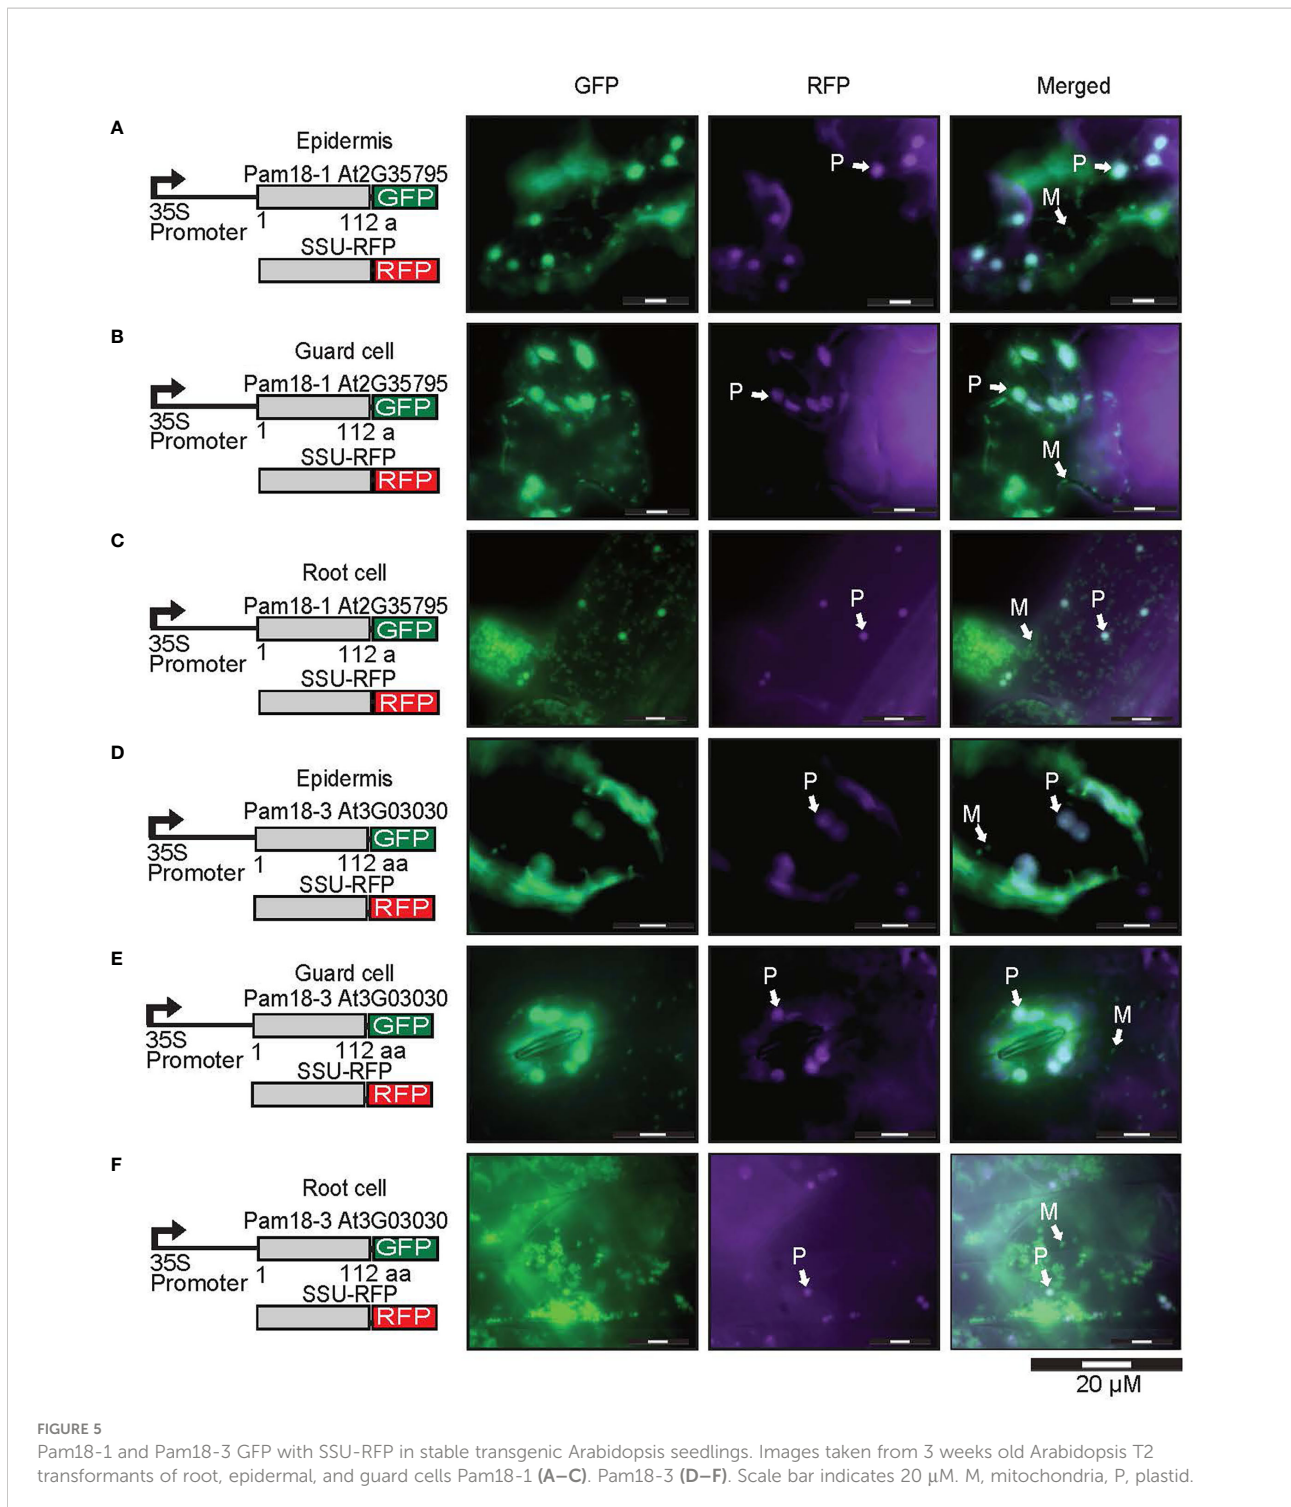 GFP RFP Merged
A
Epidermis
Pam18-1 At2G35795
GFP
35S
Promoter
1 112 a
SSU-RFP
RFP
P
P
M
B
Guard cell
Pam18-1 At2G35795
GFP
35S
Promoter
1 112 a
SSU-RFP
RFP
P
P
M
C
Root cell
Pam18-1 At2G35795
GFP
35S
Promoter
1 112 a
SSU-RFP
RFP
P
M P
D
Epidermis
Pam18-3 At3G03030
GFP
35S
Promoter
1 112 aa
SSU-RFP
RFP
P
P
M
E
Guard cell
Pam18-3 At3G03030
GFP
35S
Promoter
1 112 aa
SSU-RFP
RFP
P
P
M
F
Root cell
Pam18-3 At3G03030
GFP
35S
Promoter
1 112 aa
SSU-RFP
RFP
P
M
P
20 µM
FIGURE 5
Pam18-1 and Pam18-3 GFP with SSU-RFP in stable transgenic Arabidopsis seedlings. Images taken from 3 weeks old Arabidopsis T2
transformants of root, epidermal, and guard cells Pam18-1 (A–C). Pam18-3 (D–F). Scale bar indicates 20 µM. M, mitochondria, P, plastid.